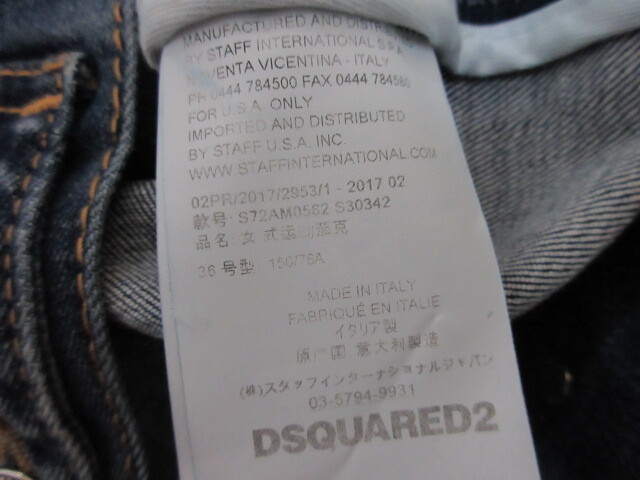 MANUFACTURED AND DISTRIBUTED
BY STAFF INTERNATIONAL S.P.A.
VENTA VICENTINA - ITALY
PH 0444 784500 FAX 0444 784580
FOR U.S.A. ONLY
IMPORTED AND DISTRIBUTED
BY STAFF U.S.A. INC.
WWW.STAFFINTERNATIONAL.COM
02PR/2017/2953/1 - 2017 02
款号: S72AM0562 S30342
品名: 女式运动茄克
36 号型 150/76A
MADE IN ITALY
FABRIQUÉ EN ITALIE
イタリア製
原产国: 意大利製造
(株)スタッフインターナショナルジャパン
03-5794-9931
DSQUARED2